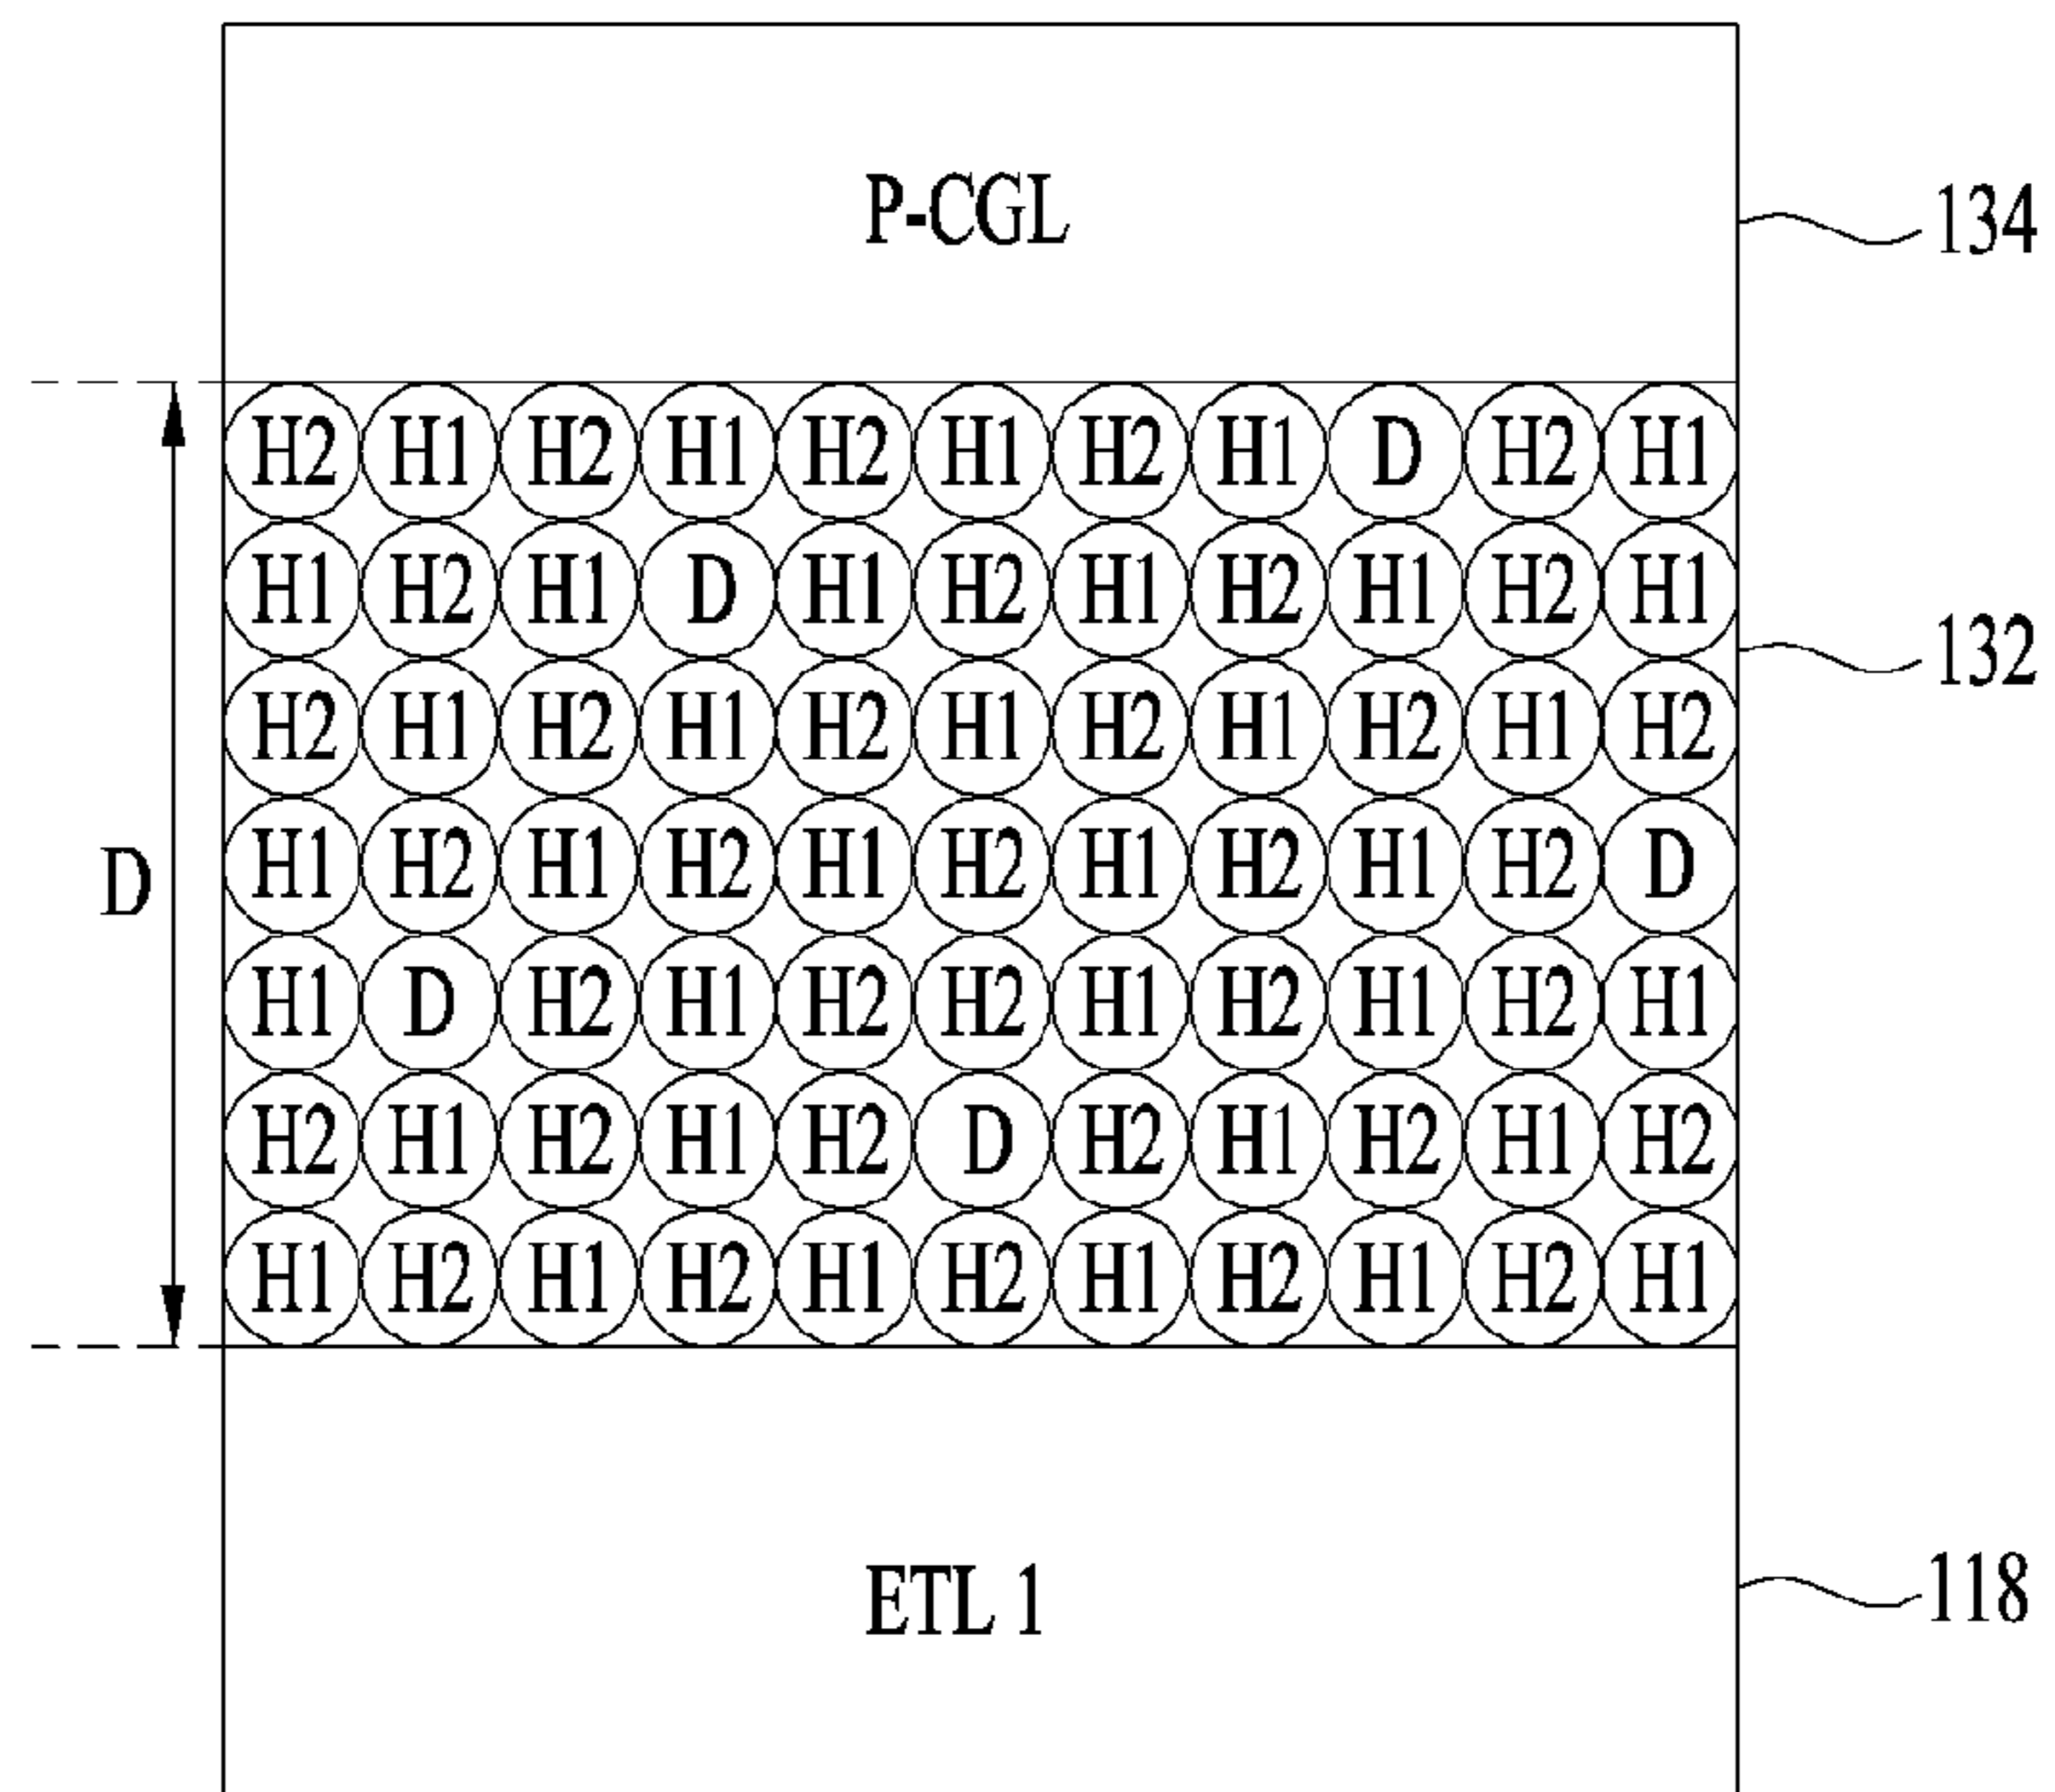 P-CGL
134
H2 H1 H2 H1 H2 H1 H2 H1 D H2 H1
H1 H2 H1 D H1 H2 H1 H2 H1 H2 H1
132
H2 H1 H2 H1 H2 H1 H2 H1 H2 H1 H2
D
H1 H2 H1 H2 H1 H2 H1 H2 H1 H2 D
H1 D H2 H1 H2 H2 H1 H2 H1 H2 H1
H2 H1 H2 H1 H2 D H2 H1 H2 H1 H2
H1 H2 H1 H2 H1 H2 H1 H2 H1 H2 H1
ETL 1
118